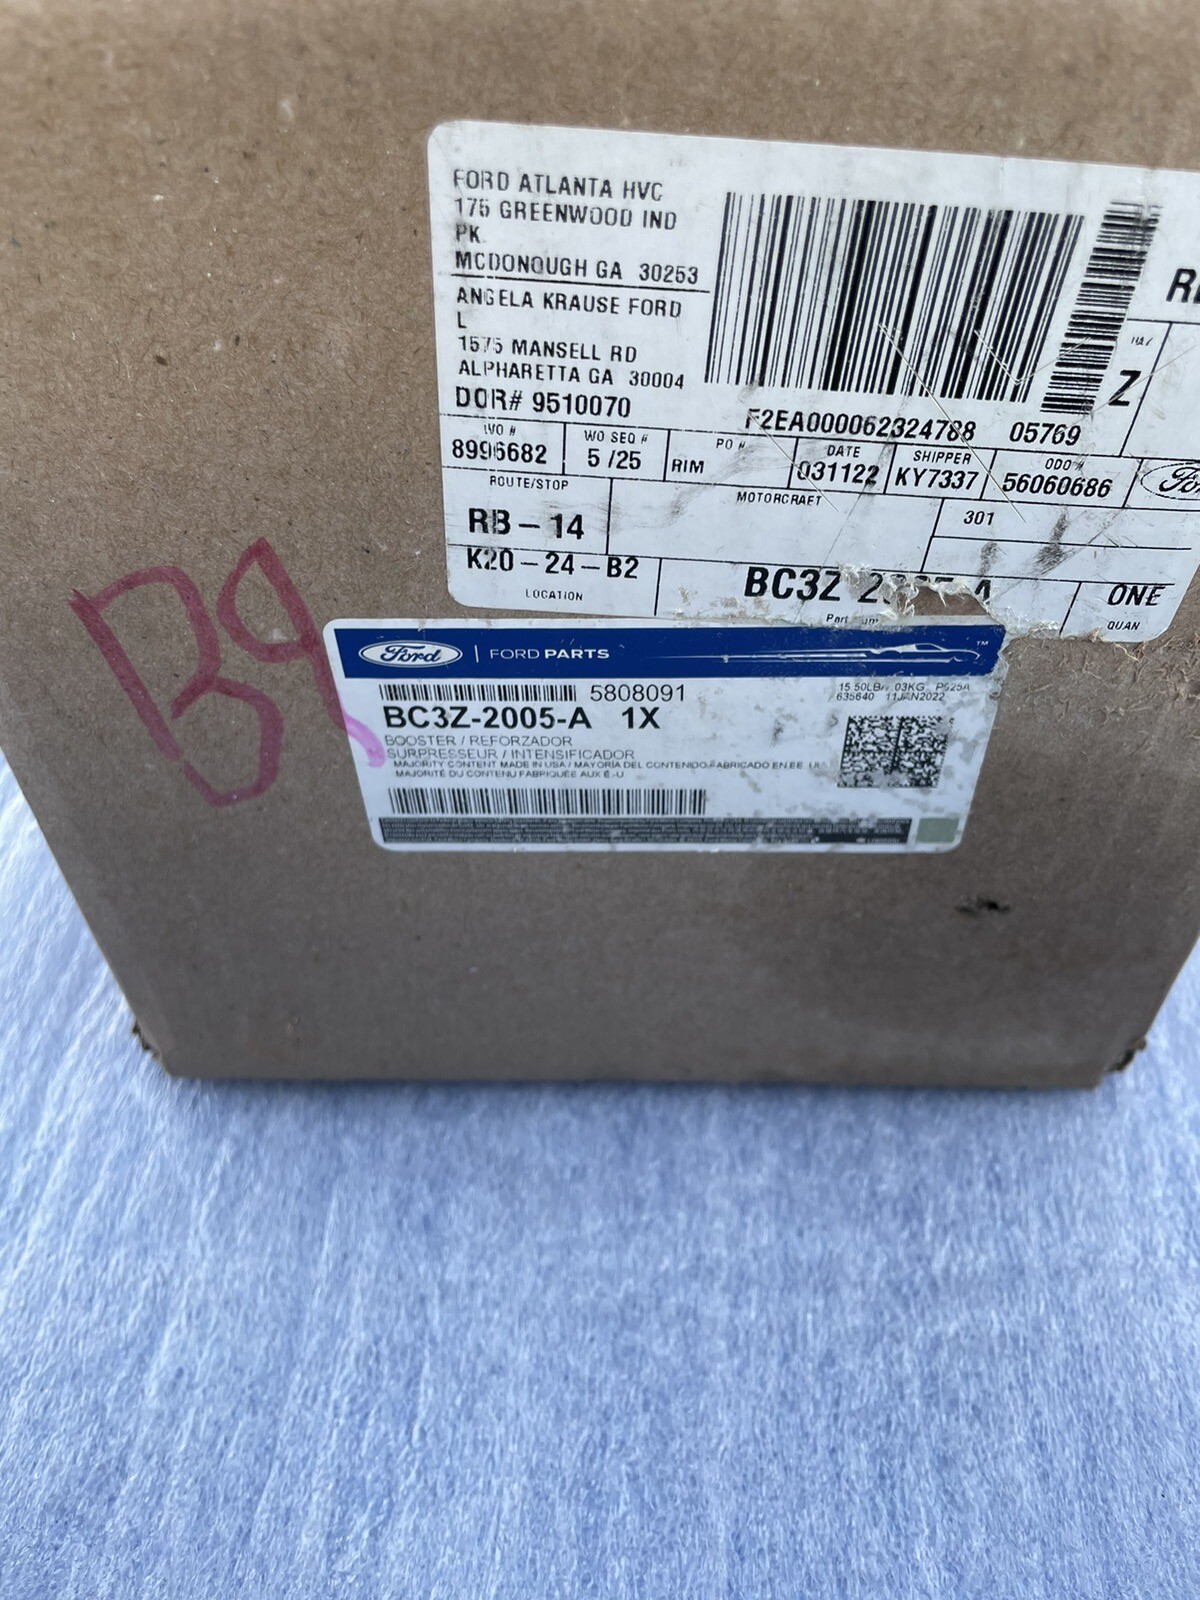 FORD ATLANTA HVC
175 GREENWOOD IND
PK
MCDONOUGH GA 30253
ANGELA KRAUSE FORD
L
1575 MANSELL RD
ALPHARETTA GA 30004
DOR# 9510070
F2EA000062324788 05769
Z
WO # WO SEQ # PO # DATE SHIPPER
8996682 5 /25 RIM 031122 KY7337 56060686
ROUTE/STOP MOTORCRAFT 301
RB-14
K20-24-B2 BC3Z ONE
LOCATION QUAN
B9
Ford FORD PARTS ™
5808091
BC3Z-2005-A 1X
11JAN2022
BOOSTER / REFORZADOR
SURPRESSEUR / INTENSIFICADOR
MAJORITY CONTENT MADE IN USA / MAYORÍA DEL CONTENIDO FABRICADO EN EE.
MAJORITÉ DU CONTENU FABRIQUÉE AUX É.-U